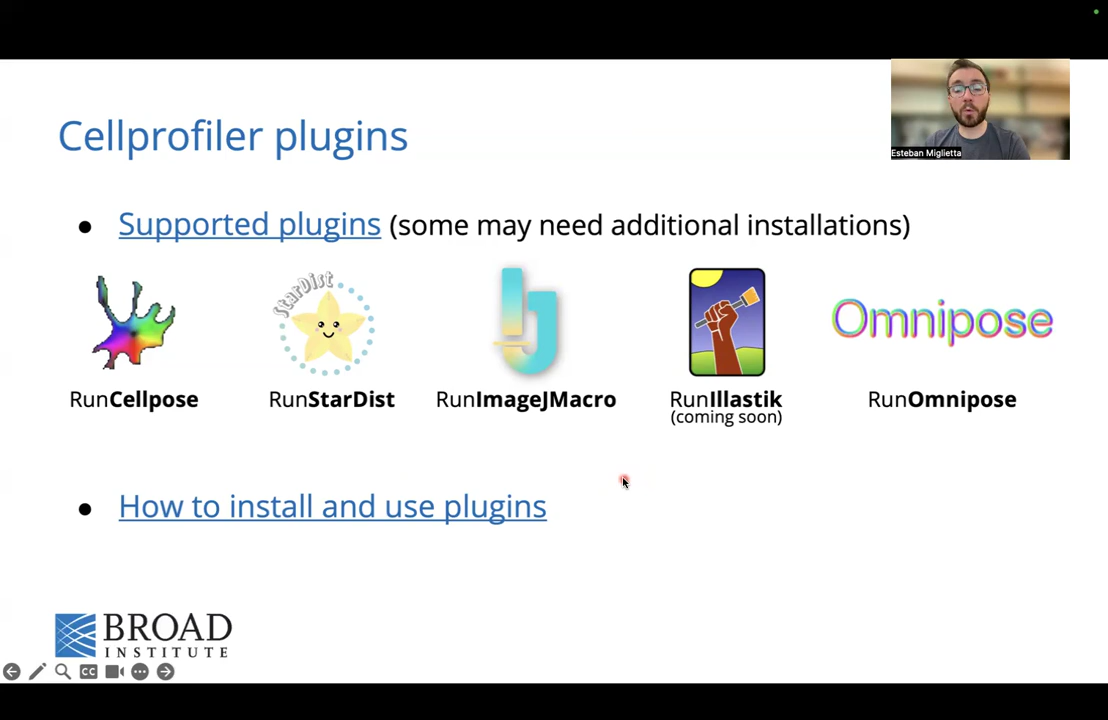 Esteban Miglietta
Cellprofiler plugins
● Supported plugins (some may need additional installations)
StarDist
Omnipose
RunCellpose
RunStarDist
RunImageJMacro
RunIllastik
(coming soon)
RunOmnipose
● How to install and use plugins
BROAD
INSTITUTE
CC